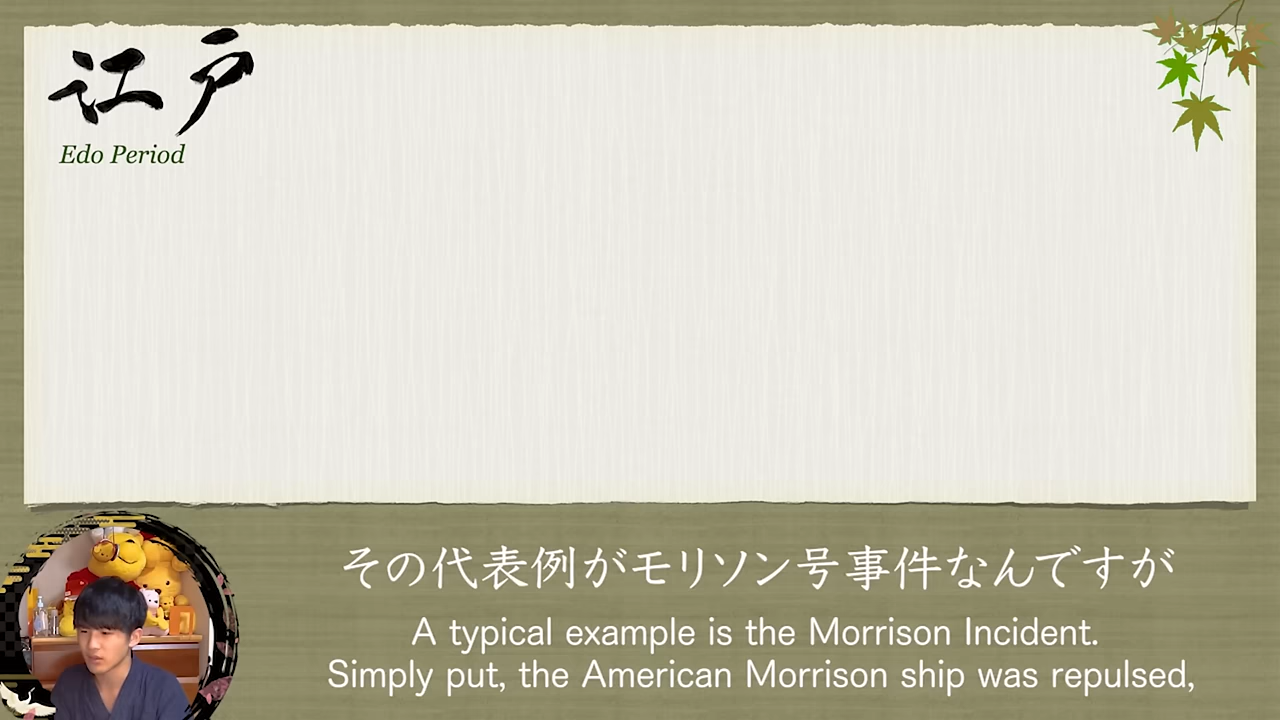 江戸
Edo Period
その代表例がモリソン号事件なんですが
A typical example is the Morrison Incident.
Simply put, the American Morrison ship was repulsed,